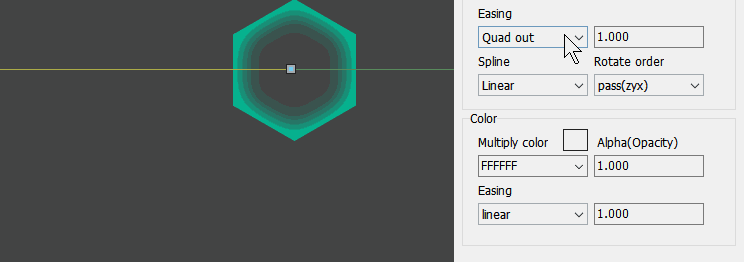 Easing
Quad out 1.000
Spline Rotate order
Linear pass(zyx)
Color
Multiply color Alpha(Opacity)
FFFFFF 1.000
Easing
linear 1.000